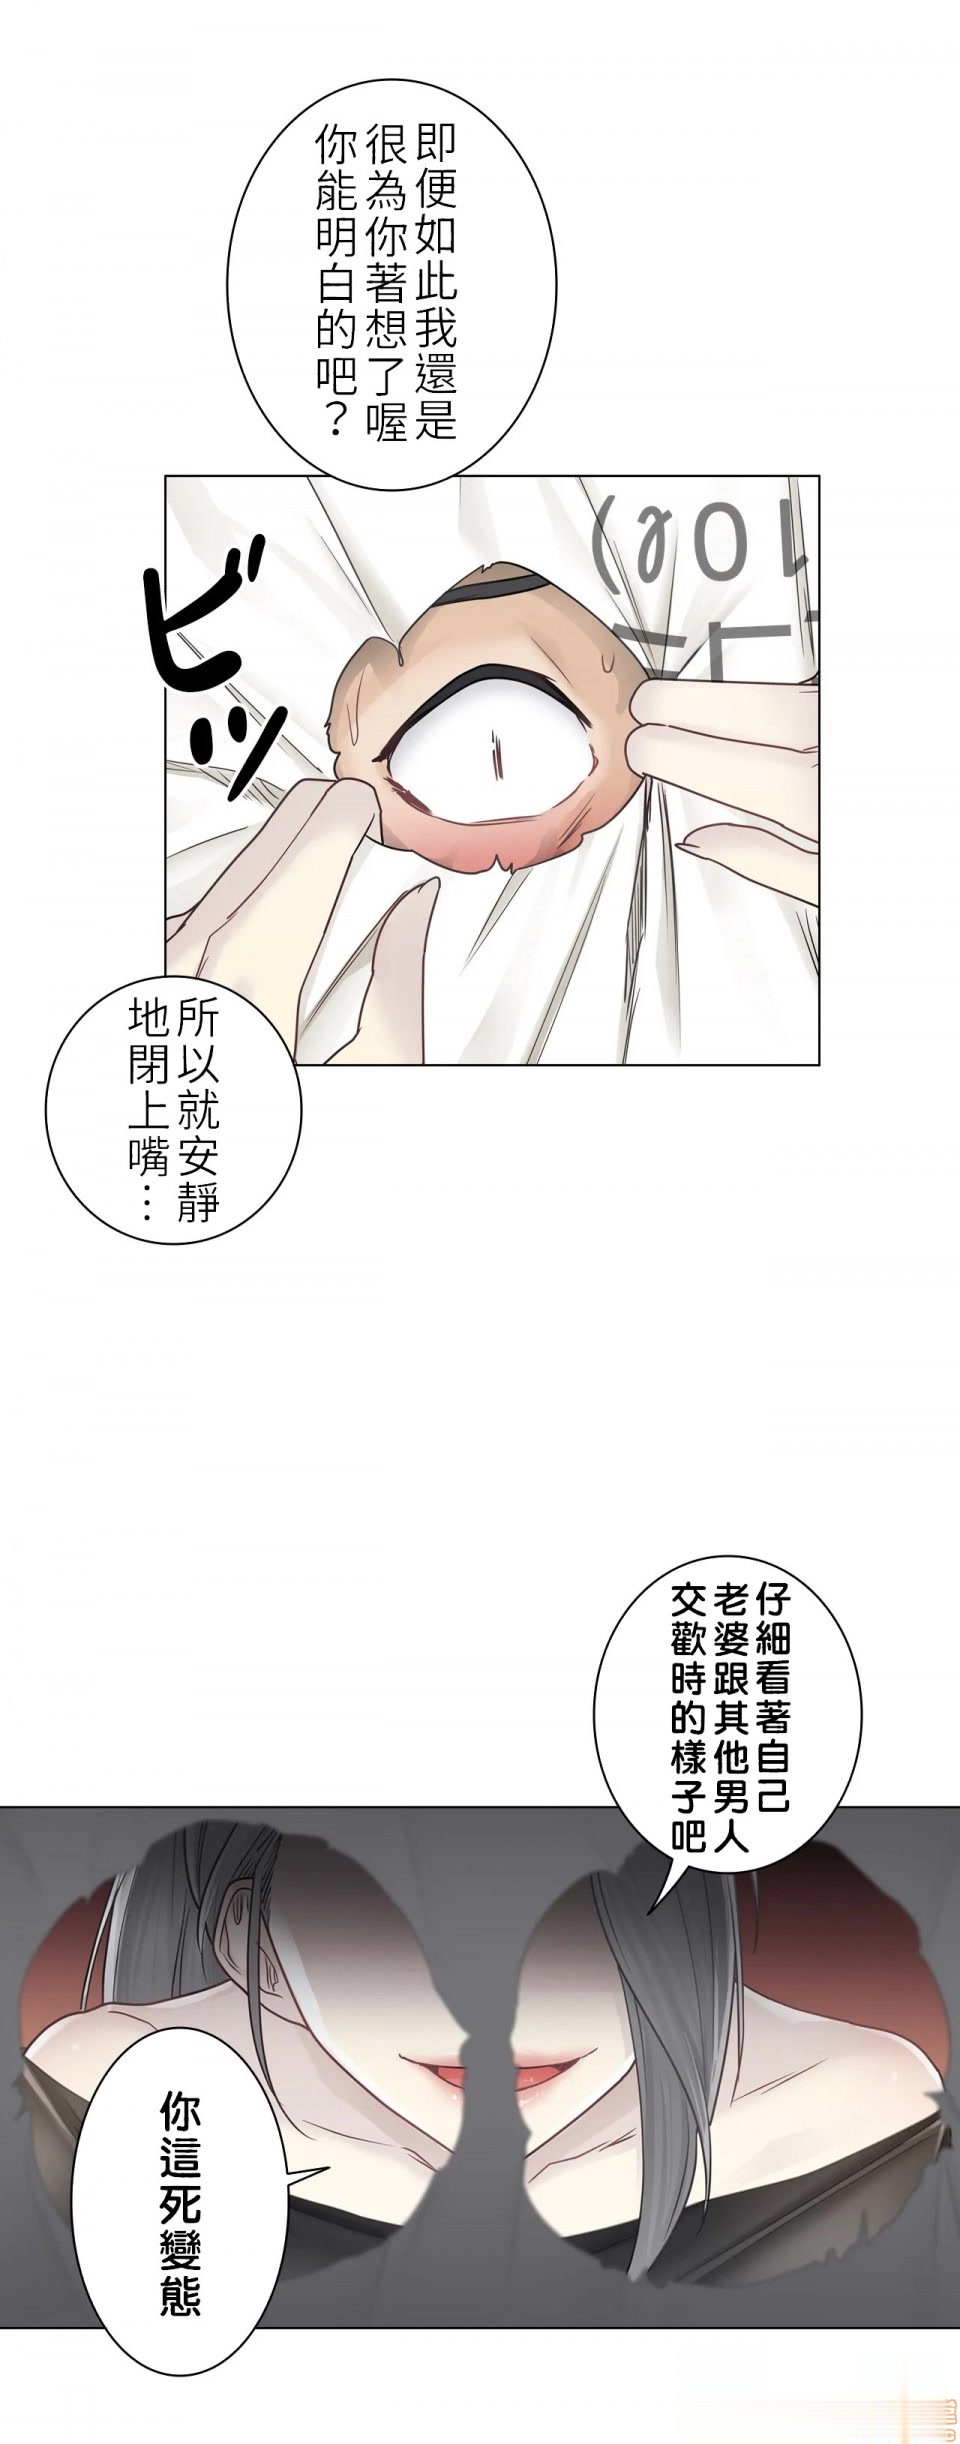 即便如此我還是
很為你著想了喔
你能明白的吧？
ビッ
所以就安靜
地閉上嘴…
仔細看著自己
老婆跟其他男人
交歡時的樣子吧
你這死變態